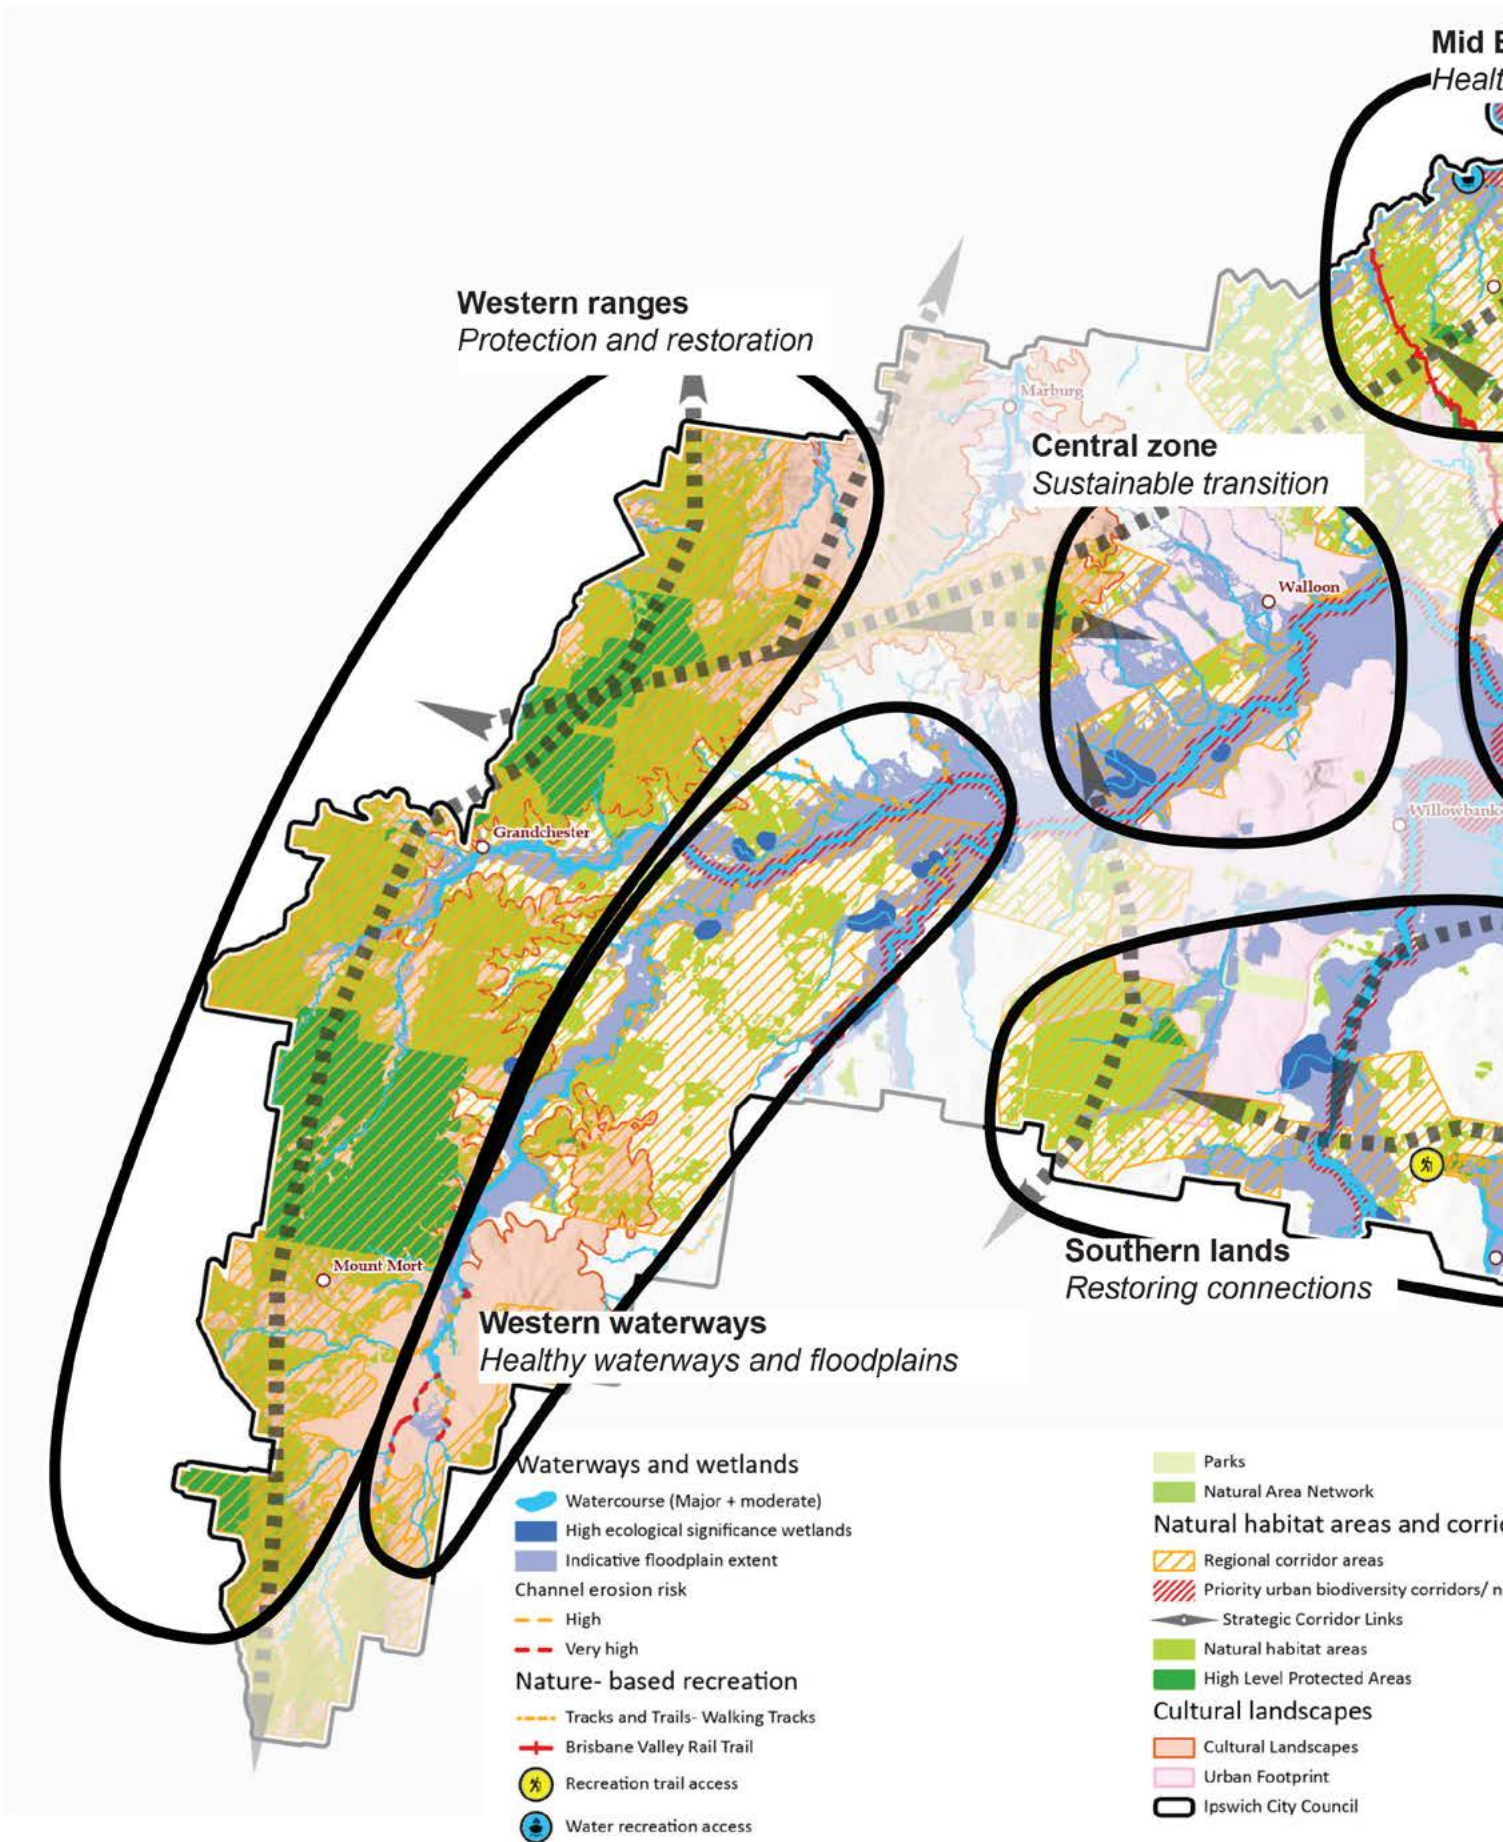 Mid
Healt
Western ranges
Protection and restoration
Marburg
Central zone
Sustainable transition
Walloon
Willowbank
Grandchester
Mount Mort
Southern lands
Restoring connections
Western waterways
Healthy waterways and floodplains
Waterways and wetlands
Watercourse (Major + moderate)
High ecological significance wetlands
Indicative floodplain extent
Channel erosion risk
High
Very high
Nature- based recreation
Tracks and Trails- Walking Tracks
Brisbane Valley Rail Trail
Recreation trail access
Water recreation access
Parks
Natural Area Network
Natural habitat areas and corri
Regional corridor areas
Priority urban biodiversity corridors/ n
Strategic Corridor Links
Natural habitat areas
High Level Protected Areas
Cultural landscapes
Cultural Landscapes
Urban Footprint
Ipswich City Council